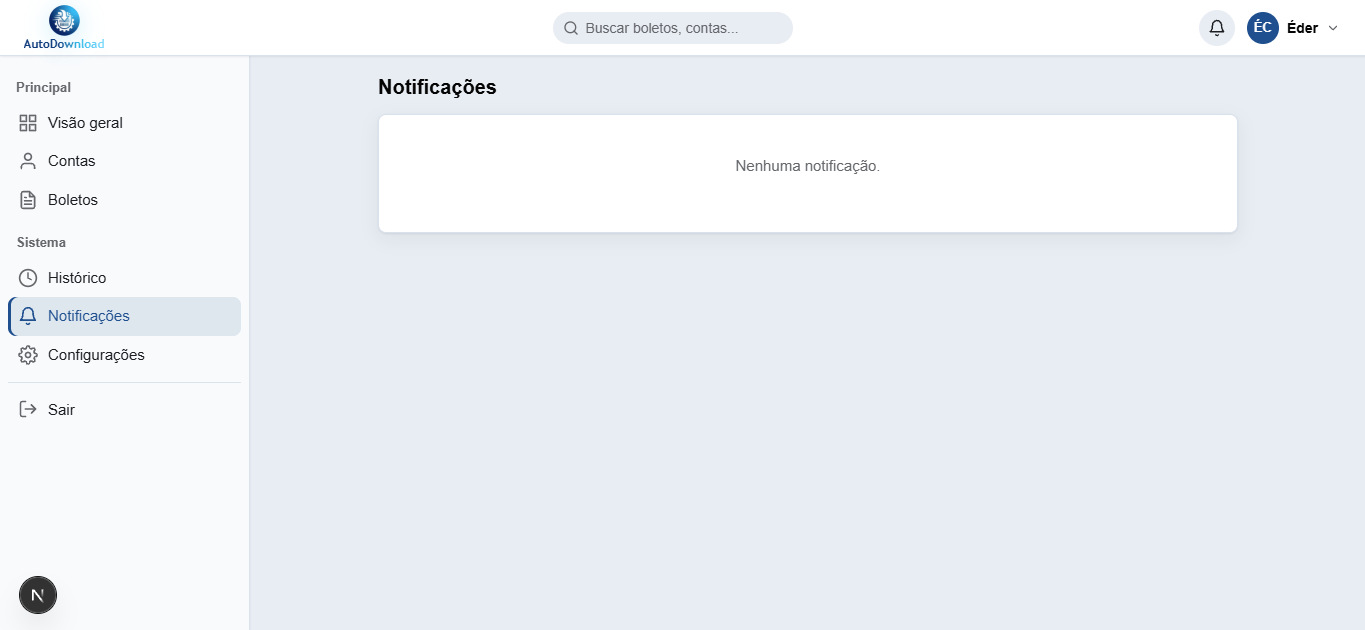 AutoDownload
Buscar boletos, contas...
ÉC
Éder
Principal
Visão geral
Contas
Boletos
Sistema
Histórico
Notificações
Configurações
Sair
N
Notificações
Nenhuma notificação.